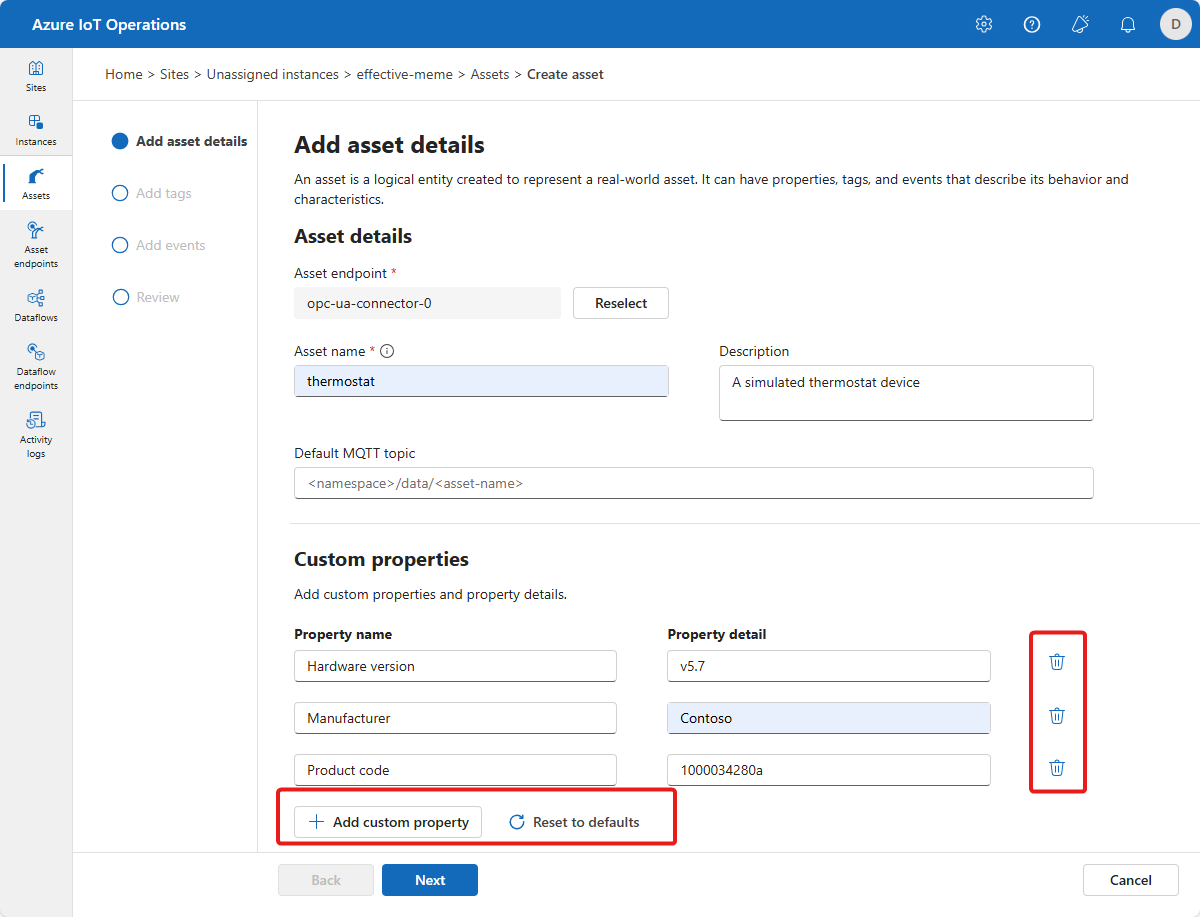 Azure IoT Operations
D
Sites
Instances
Assets
Asset
endpoints
Dataflows
Dataflow
endpoints
Activity
logs
Home > Sites > Unassigned instances > effective-meme > Assets > Create asset
Add asset details
Add tags
Add events
Review
Add asset details
An asset is a logical entity created to represent a real-world asset. It can have properties, tags, and events that describe its behavior and
characteristics.
Asset details
Asset endpoint *
opc-ua-connector-0 Reselect
Asset name * Description
thermostat A simulated thermostat device
Default MQTT topic
<namespace>/data/<asset-name>
Custom properties
Add custom properties and property details.
Property name Property detail
Hardware version v5.7
Manufacturer Contoso
Product code 1000034280a
Add custom property Reset to defaults
Back Next Cancel